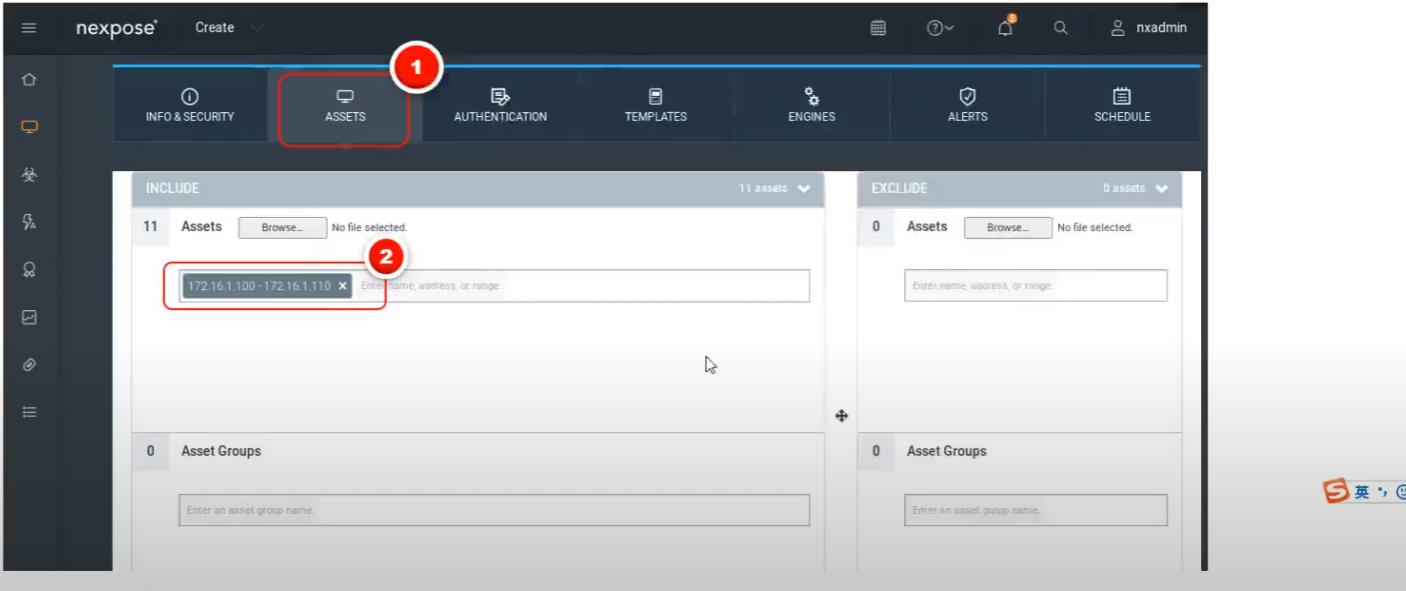 nexpose Create 5 nxadmin
1
INFO & SECURITY ASSETS AUTHENTICATION TEMPLATES ENGINES ALERTS SCHEDULE
INCLUDE 11 assets EXCLUDE 0 assets
11 Assets Browse... No file selected. 0 Assets Browse... No file selected.
2
172.16.1.100 - 172.16.1.110 × Enter name, address, or range. Enter name, address, or range.
0 Asset Groups 0 Asset Groups
英
Enter an asset group name. Enter an asset group name.